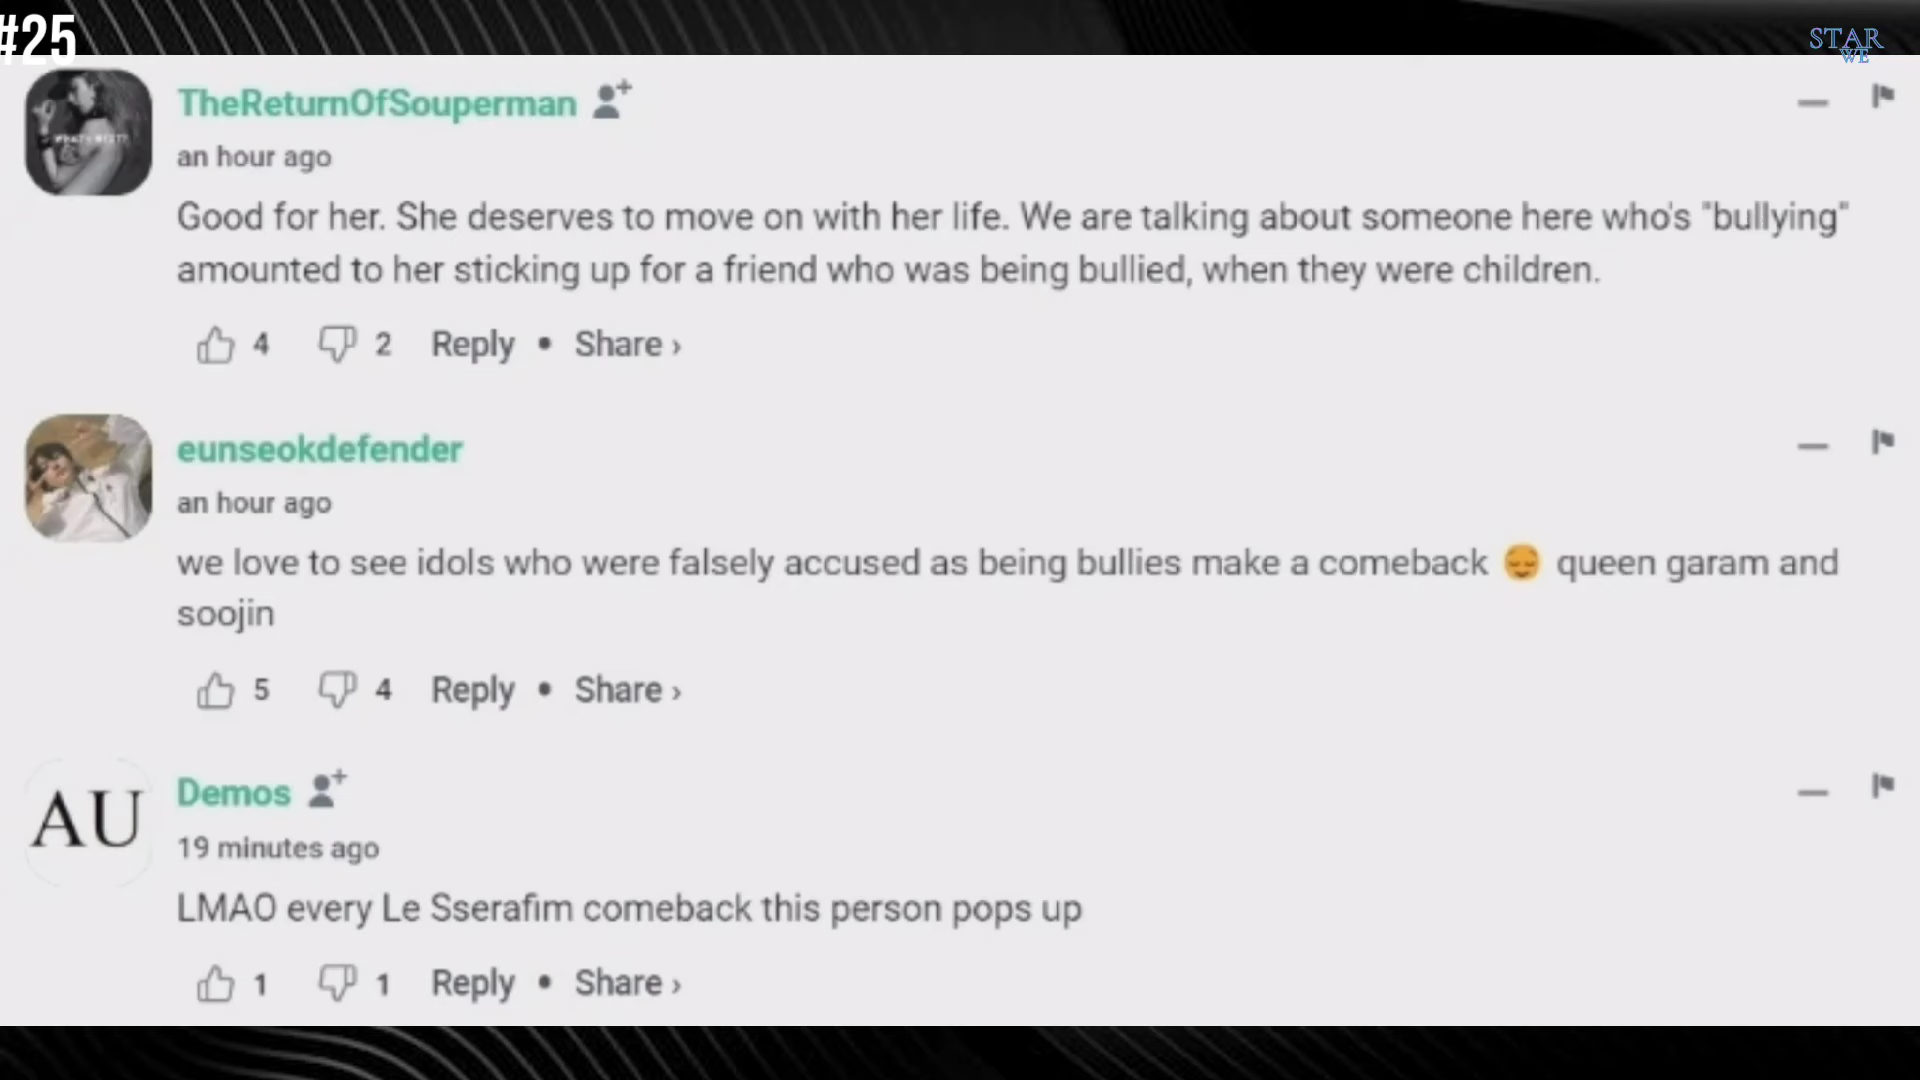 #25
STAR
WE
TheReturnOfSouperman
an hour ago
Good for her. She deserves to move on with her life. We are talking about someone here who's "bullying"
amounted to her sticking up for a friend who was being bullied, when they were children.
4 2 Reply • Share ›
eunseokdefender
an hour ago
we love to see idols who were falsely accused as being bullies make a comeback 😌 queen garam and
soojin
5 4 Reply • Share ›
AU
Demos
19 minutes ago
LMAO every Le Sserafim comeback this person pops up
1 1 Reply • Share ›